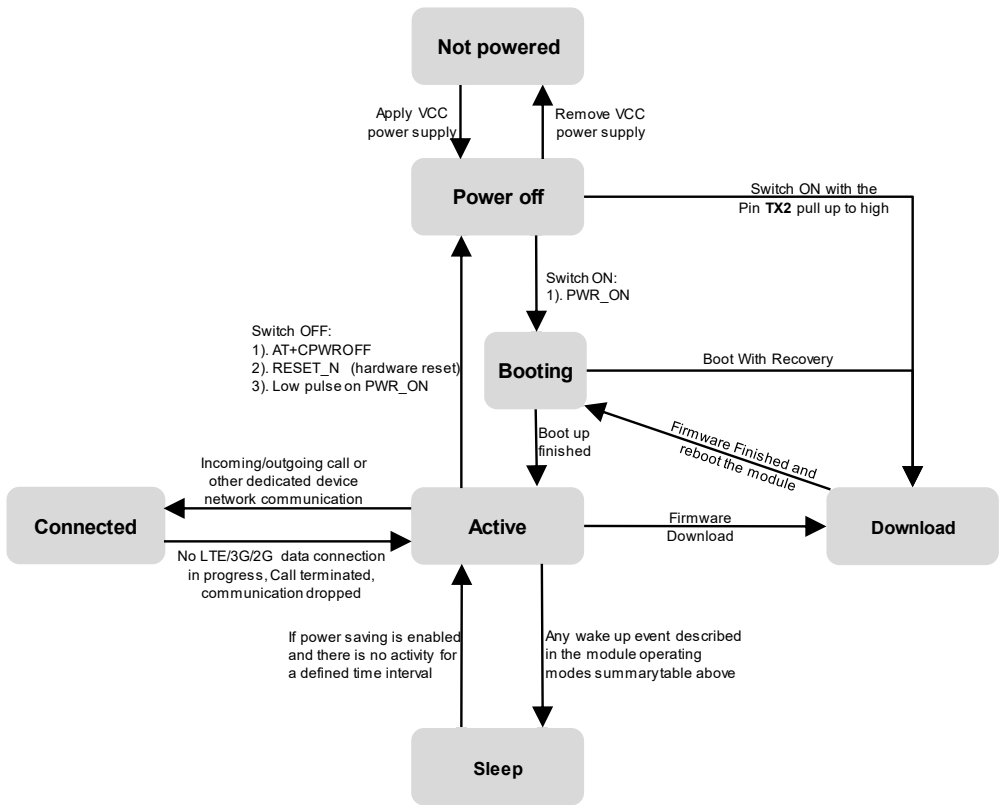 Not powered
Apply VCC
power supply
Remove VCC
power supply
Power off
Switch ON with the
Pin TX2 pull up to high
Switch ON:
1). PWR_ON
Switch OFF:
1). AT+CPWROFF
2). RESET_N (hardware reset)
3). Low pulse on PWR_ON
Booting
Boot With Recovery
Boot up
finished
Firmware Finished and
reboot the module
Incoming/outgoing call or
other dedicated device
network communication
Connected
Active
Firmware
Download
Download
No LTE/3G/2G data connection
in progress, Call terminated,
communication dropped
If power saving is enabled
and there is no activity for
a defined time interval
Any wake up event described
in the module operating
modes summarytable above
Sleep